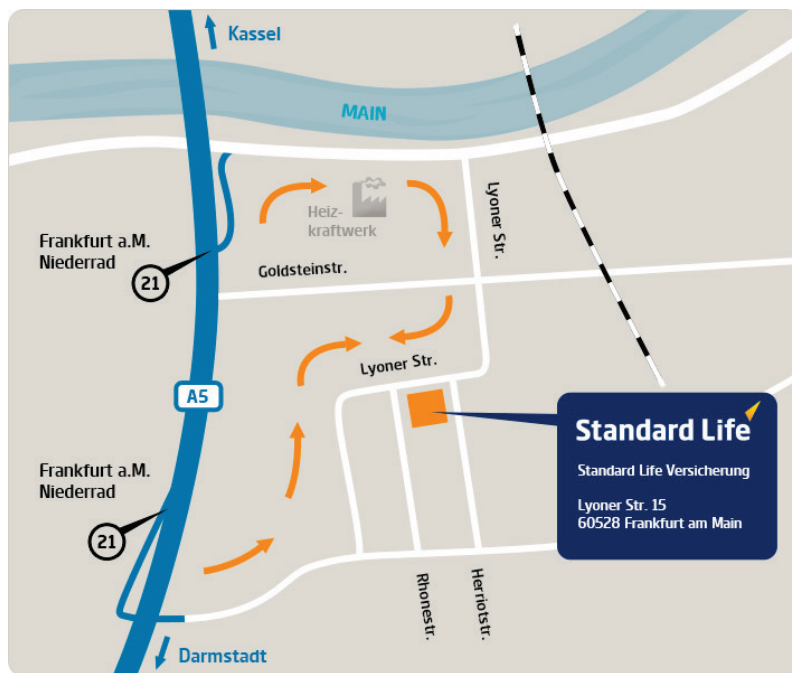 Kassel
MAIN
Lyoner Str.
Heiz-
kraftwerk
Frankfurt a.M.
Niederrad
21
Goldsteinstr.
Lyoner Str.
A5
Standard Life
Standard Life Versicherung
Lyoner Str. 15
60528 Frankfurt am Main
Frankfurt a.M.
Niederrad
21
Rhonestr.
Herriotstr.
Darmstadt